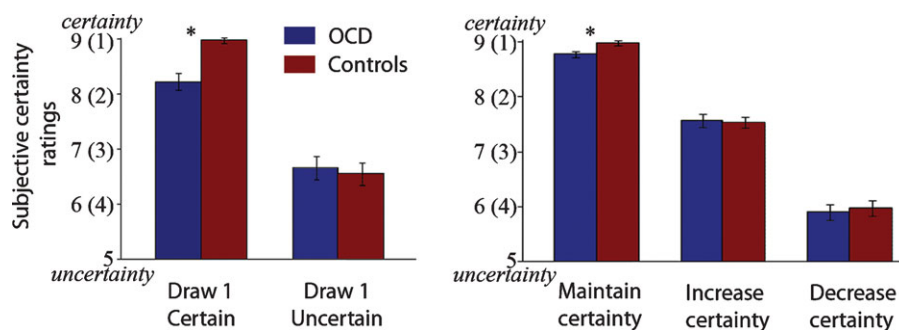 certainty
9 (1)
8 (2)
7 (3)
6 (4)
5
uncertainty
Subjective certainty
ratings
*
OCD
Controls
Draw 1
Certain
Draw 1
Uncertain
certainty
9 (1)
8 (2)
7 (3)
6 (4)
5
uncertainty
*
Maintain
certainty
Increase
certainty
Decrease
certainty